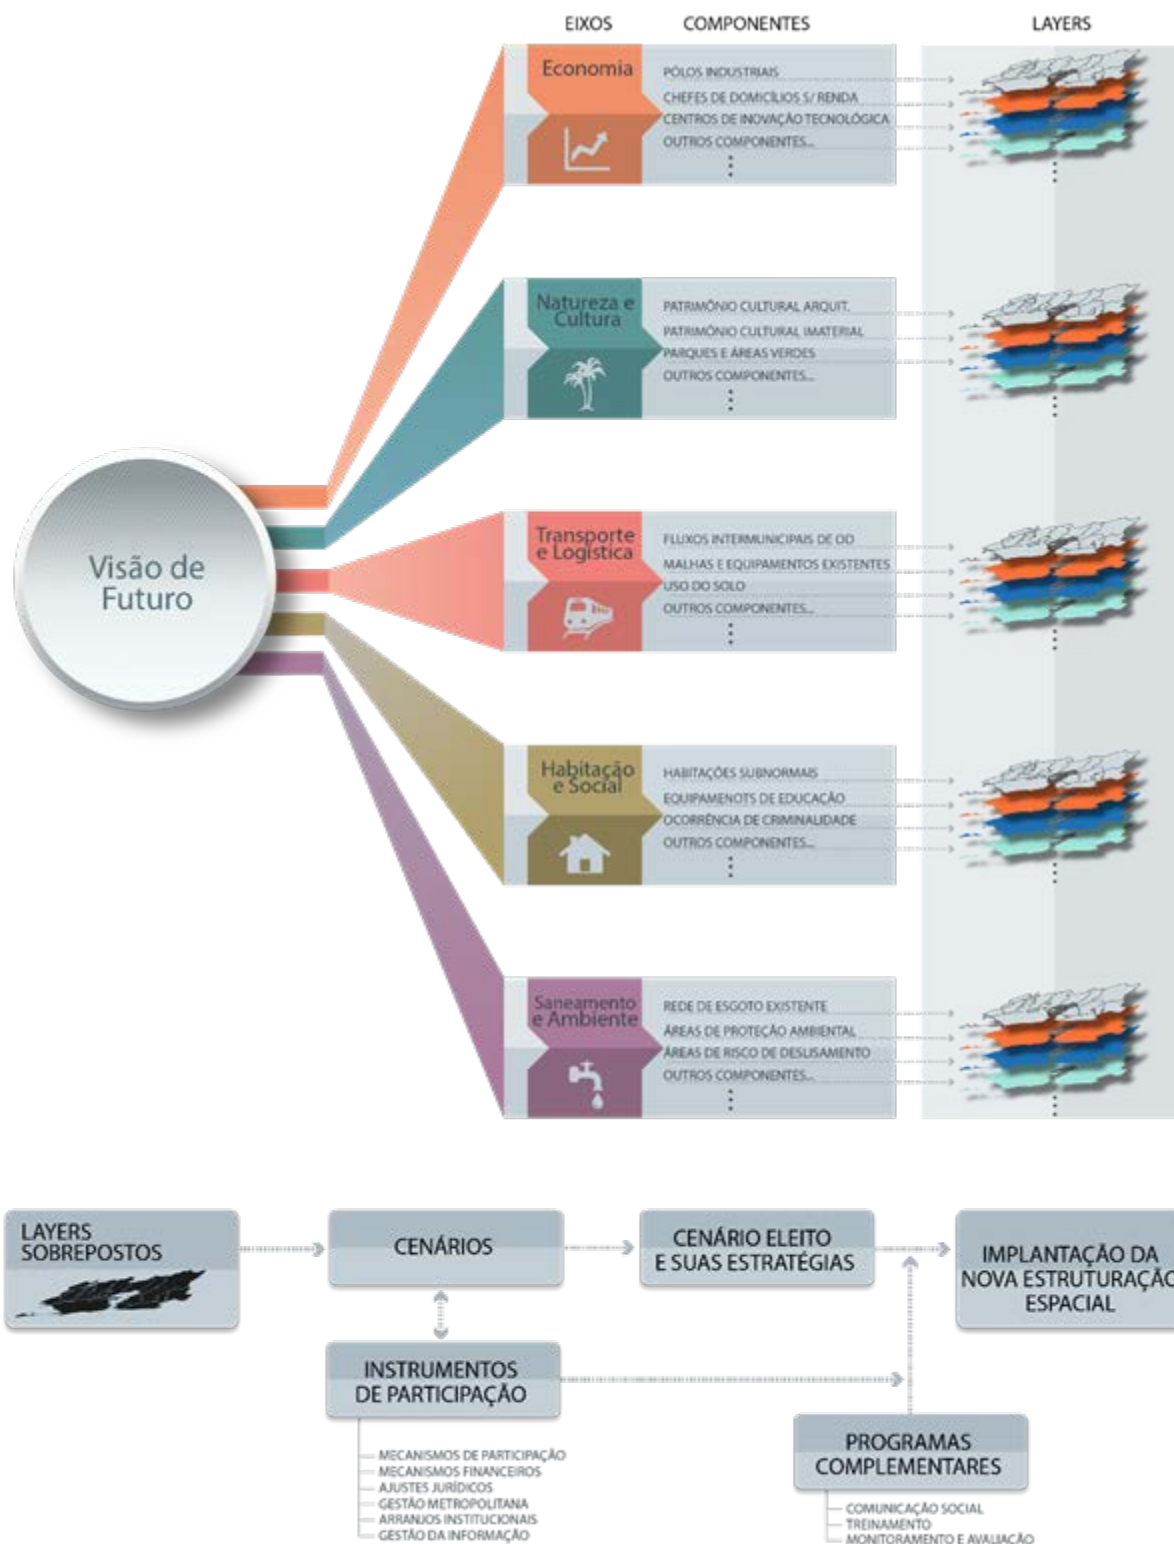 EIXOS
COMPONENTES
LAYERS
Economia
PÓLOS INDUSTRIAIS
CHEFES DE DOMICÍLIOS S/ RENDA
CENTROS DE INOVAÇÃO TECNOLÓGICA
OUTROS COMPONENTES...
Natureza e
Cultura
PATRIMÔNIO CULTURAL ARQUIT.
PATRIMÔNIO CULTURAL IMATERIAL
PARQUES E ÁREAS VERDES
OUTROS COMPONENTES...
Visão de
Futuro
Transporte
e Logística
FLUXOS INTERMUNICIPAIS DE OD
MALHAS E EQUIPAMENTOS EXISTENTES
USO DO SOLO
OUTROS COMPONENTES...
Habitação
e Social
HABITAÇÕES SUBNORMAIS
EQUIPAMENOTS DE EDUCAÇÃO
OCORRÊNCIA DE CRIMINALIDADE
OUTROS COMPONENTES...
Saneamento
e Ambiente
REDE DE ESGOTO EXISTENTE
ÁREAS DE PROTEÇÃO AMBIENTAL
ÁREAS DE RISCO DE DESLISAMENTO
OUTROS COMPONENTES...
LAYERS
SOBREPOSTOS
CENÁRIOS
CENÁRIO ELEITO
E SUAS ESTRATÉGIAS
IMPLANTAÇÃO DA
NOVA ESTRUTURAÇÃO
ESPACIAL
INSTRUMENTOS
DE PARTICIPAÇÃO
MECANISMOS DE PARTICIPAÇÃO
MECANISMOS FINANCEIROS
AJUSTES JURÍDICOS
GESTÃO METROPOLITANA
ARRANJOS INSTITUCIONAIS
GESTÃO DA INFORMAÇÃO
PROGRAMAS
COMPLEMENTARES
COMUNICAÇÃO SOCIAL
TREINAMENTO
MONITORAMENTO E AVALIAÇÃO